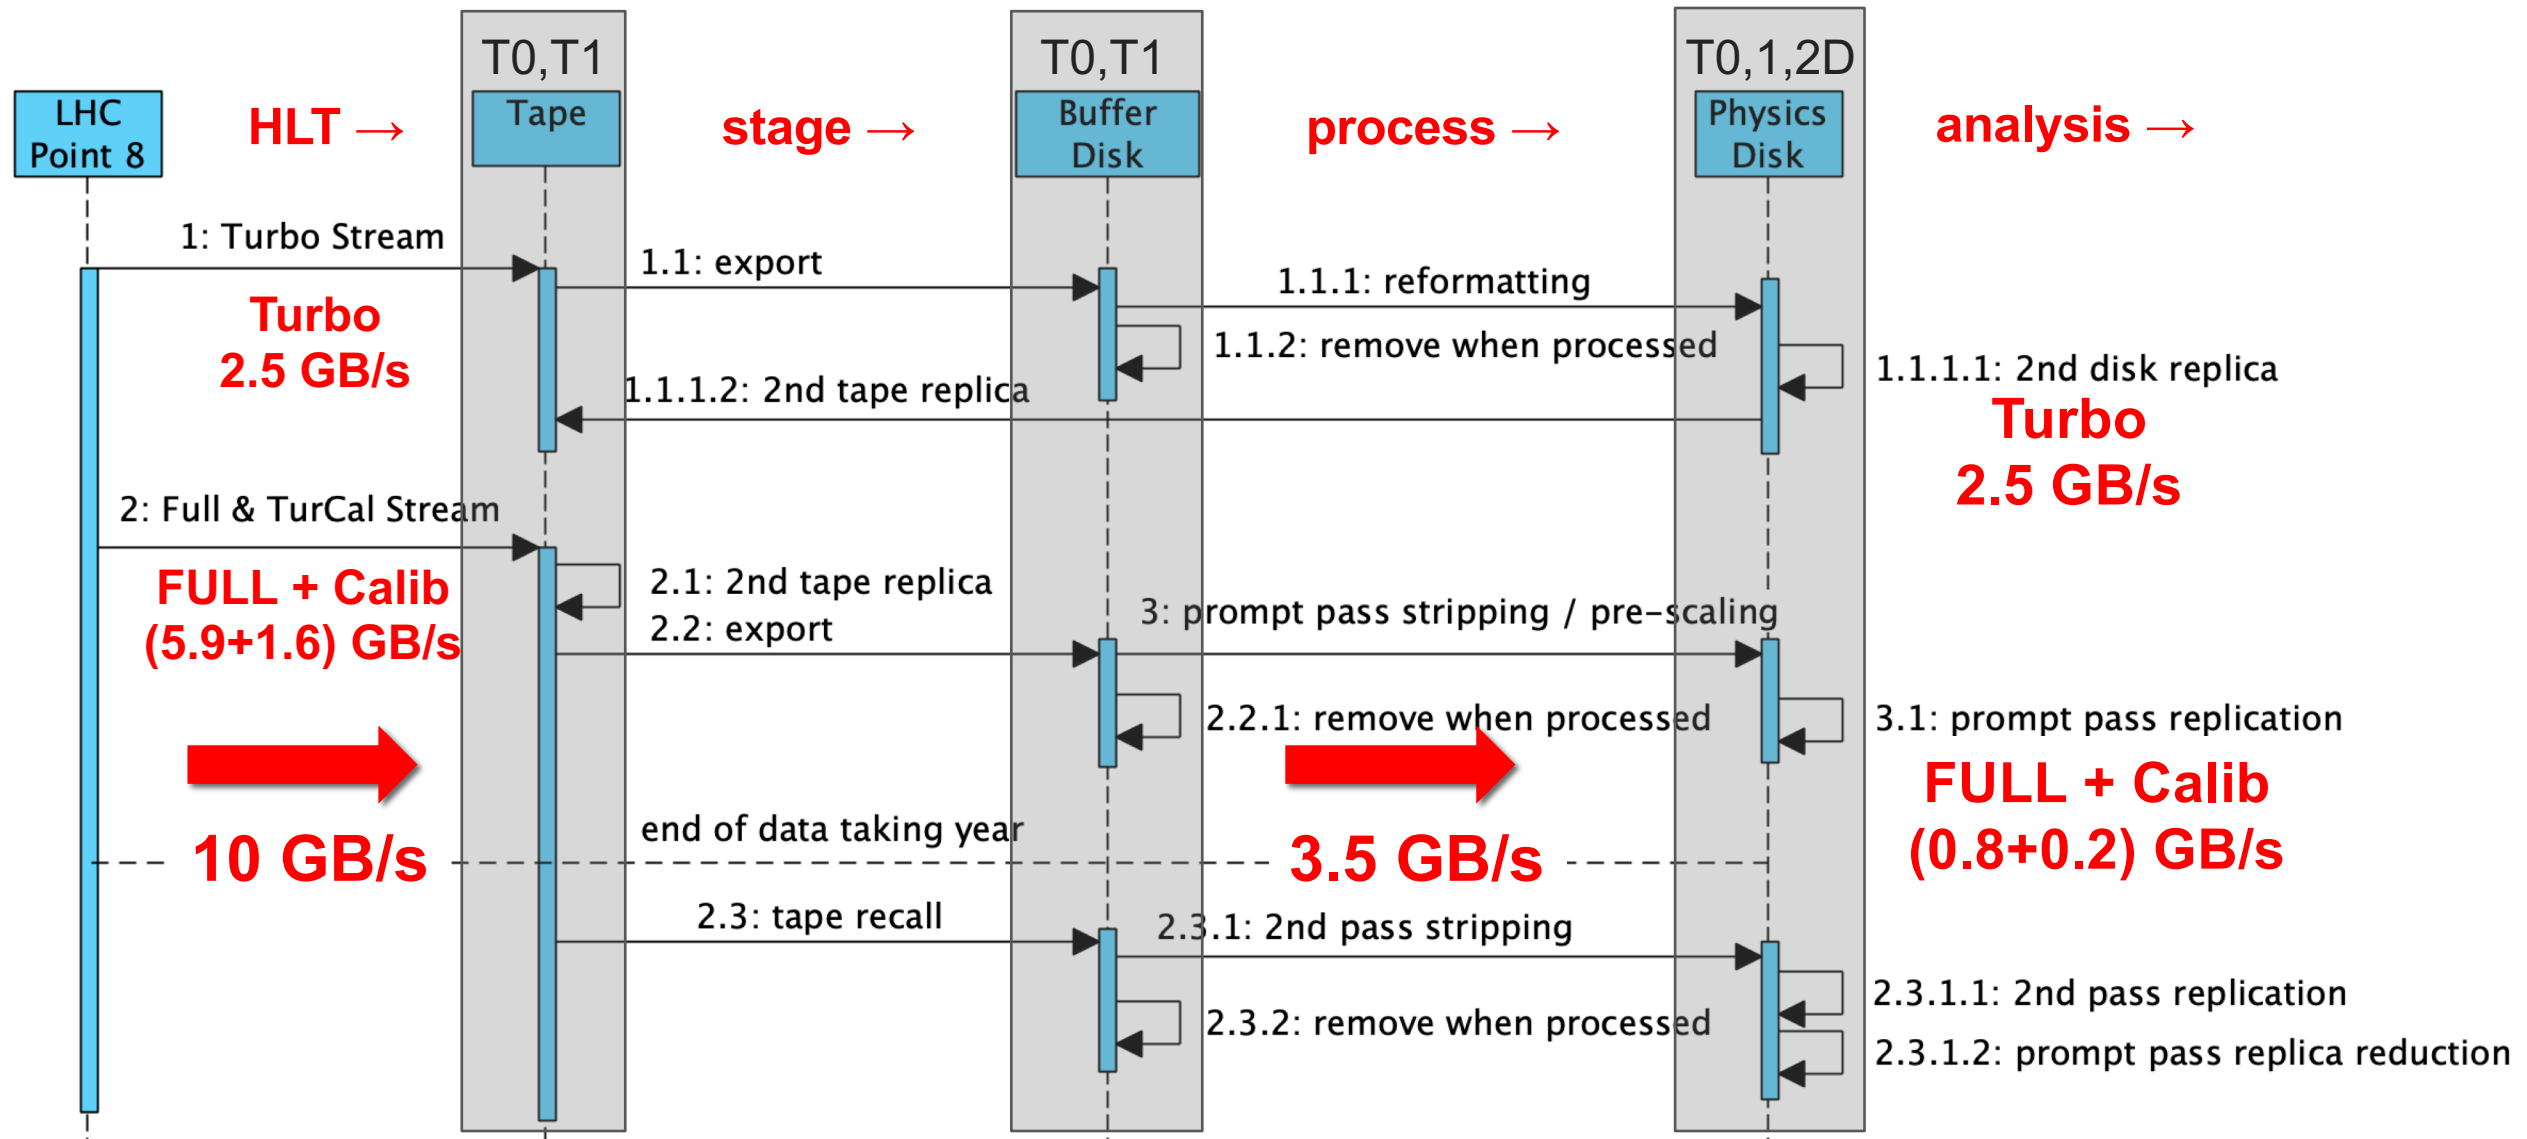 T0,T1
T0,T1
T0,1,2D
LHC
Point 8
HLT →
Tape
stage →
Buffer
Disk
process →
Physics
Disk
analysis →
1: Turbo Stream
1.1: export
1.1.1: reformatting
Turbo
2.5 GB/s
1.1.2: remove when processed
1.1.1.1: 2nd disk replica
1.1.1.2: 2nd tape replica
Turbo
2.5 GB/s
2: Full & TurCal Stream
FULL + Calib
(5.9+1.6) GB/s
2.1: 2nd tape replica
2.2: export
3: prompt pass stripping / pre-scaling
2.2.1: remove when processed
3.1: prompt pass replication
FULL + Calib
(0.8+0.2) GB/s
end of data taking year
10 GB/s
3.5 GB/s
2.3: tape recall
2.3.1: 2nd pass stripping
2.3.1.1: 2nd pass replication
2.3.2: remove when processed
2.3.1.2: prompt pass replica reduction